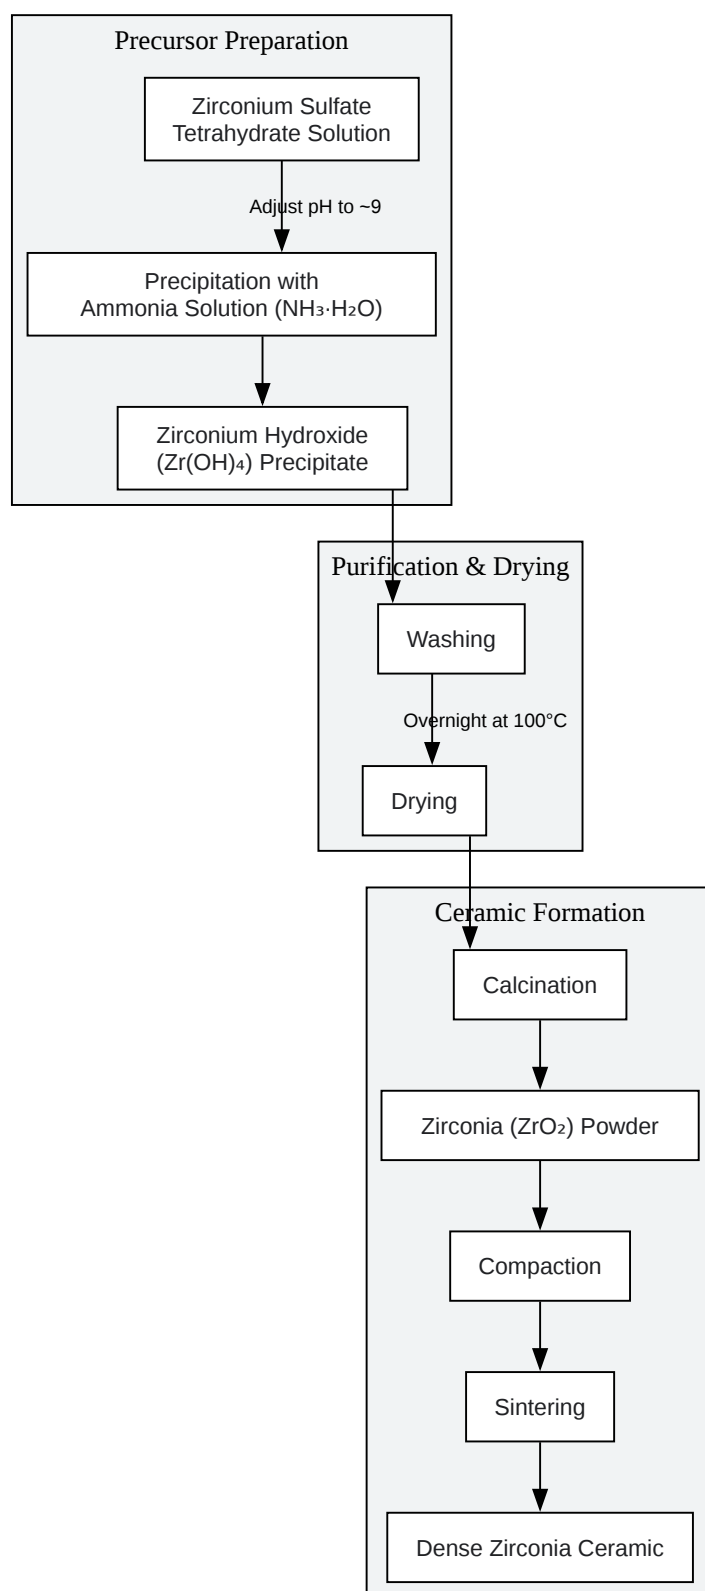 Precursor Preparation
Zirconium Sulfate
Tetrahydrate Solution
Adjust pH to ~9
Precipitation with
Ammonia Solution (NH₃·H₂O)
Zirconium Hydroxide
(Zr(OH)₄) Precipitate
Purification & Drying
Washing
Overnight at 100°C
Drying
Ceramic Formation
Calcination
Zirconia (ZrO₂) Powder
Compaction
Sintering
Dense Zirconia Ceramic